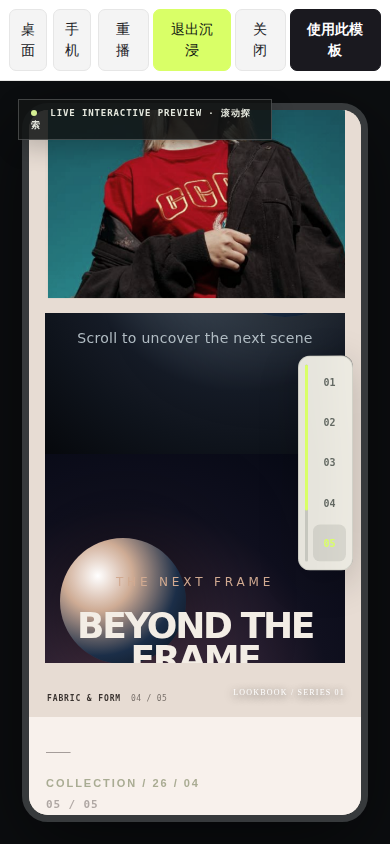 桌面
手机
重播
退出沉浸
关闭
使用此模板
LIVE INTERACTIVE PREVIEW · 滚动探索
Scroll to uncover the next scene
01
02
03
04
05
THE NEXT FRAME
BEYOND THE
FRAME
FABRIC & FORM 04 / 05
LOOKBOOK / SERIES 01
COLLECTION / 26 / 04
05 / 05